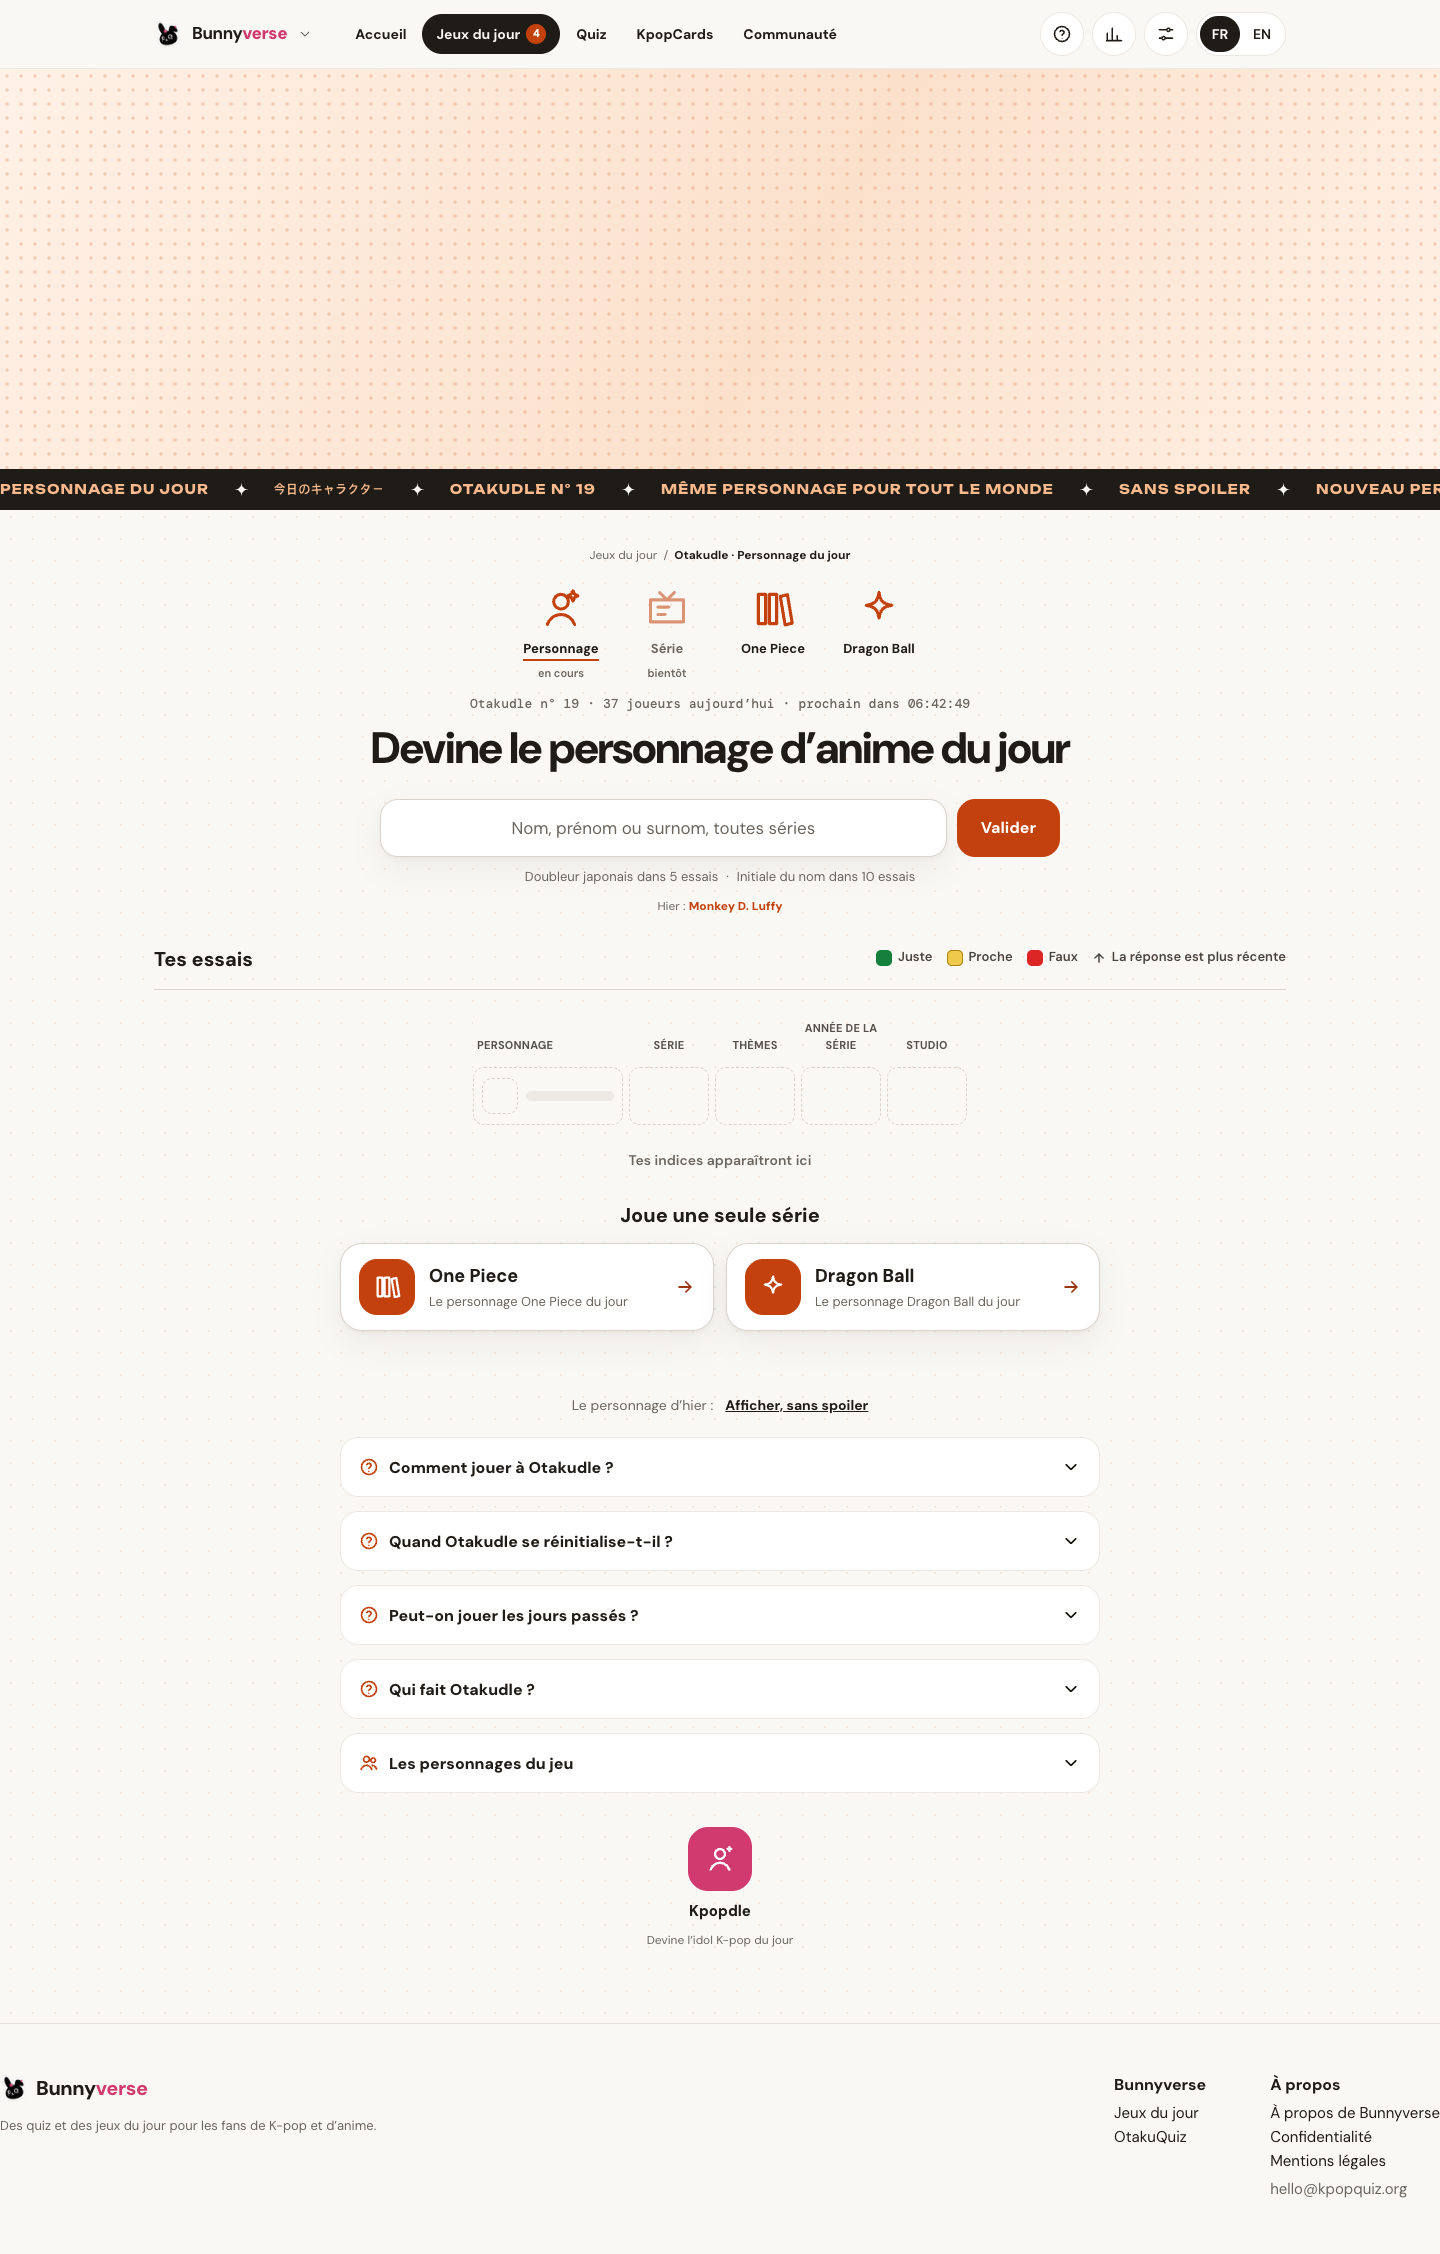 Bunnyverse
Accueil
Jeux du jour 4
Quiz
KpopCards
Communauté
FR
EN
PERSONNAGE DU JOUR ✦ 今日のキャラクター ✦ OTAKUDLE N° 19 ✦ MÊME PERSONNAGE POUR TOUT LE MONDE ✦ SANS SPOILER ✦ NOUVEAU PER
Jeux du jour / Otakudle · Personnage du jour
Personnage
en cours
Série
bientôt
One Piece
Dragon Ball
Otakudle n° 19 · 37 joueurs aujourd’hui · prochain dans 06:42:49
Devine le personnage d’anime du jour
Nom, prénom ou surnom, toutes séries
Valider
Doubleur japonais dans 5 essais · Initiale du nom dans 10 essais
Hier : Monkey D. Luffy
Tes essais
Juste
Proche
Faux
↑ La réponse est plus récente
PERSONNAGE
SÉRIE
THÈMES
ANNÉE DE LA
SÉRIE
STUDIO
Tes indices apparaîtront ici
Joue une seule série
One Piece
Le personnage One Piece du jour
Dragon Ball
Le personnage Dragon Ball du jour
Le personnage d’hier : Afficher, sans spoiler
Comment jouer à Otakudle ?
Quand Otakudle se réinitialise-t-il ?
Peut-on jouer les jours passés ?
Qui fait Otakudle ?
Les personnages du jeu
Kpopdle
Devine l’idol K-pop du jour
Bunnyverse
Des quiz et des jeux du jour pour les fans de K-pop et d’anime.
Bunnyverse
Jeux du jour
OtakuQuiz
À propos
À propos de Bunnyverse
Confidentialité
Mentions légales
hello@kpopquiz.org